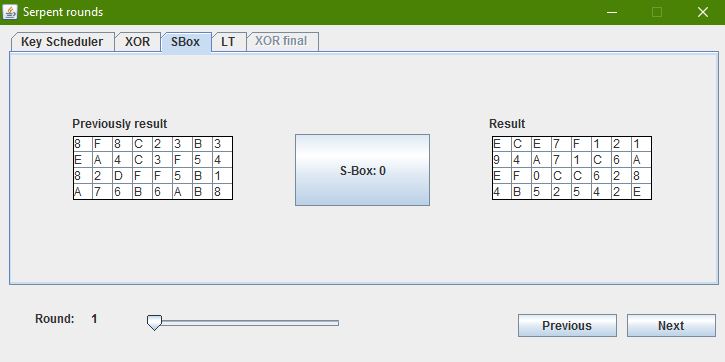 Serpent rounds
Key Scheduler XOR SBox LT XOR final
Previously result Result
8 F 8 C 2 3 B 3 E C E 7 F 1 2 1
E A 4 C 3 F 5 4 S-Box: 0 9 4 A 7 1 C 6 A
8 2 D F F 5 B 1 E F 0 C C 6 2 8
A 7 6 B 6 A B 8 4 B 5 2 5 4 2 E
Round: 1 Previous Next